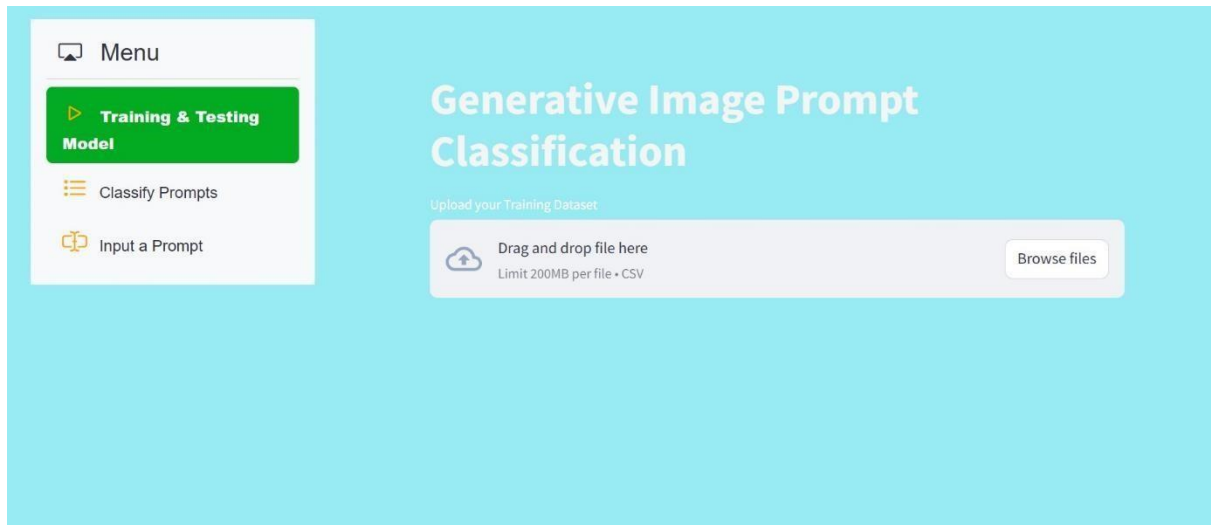 Menu
Training & Testing
Model
Classify Prompts
Input a Prompt
Generative Image Prompt
Classification
Upload your Training Dataset
Drag and drop file here
Limit 200MB per file • CSV
Browse files